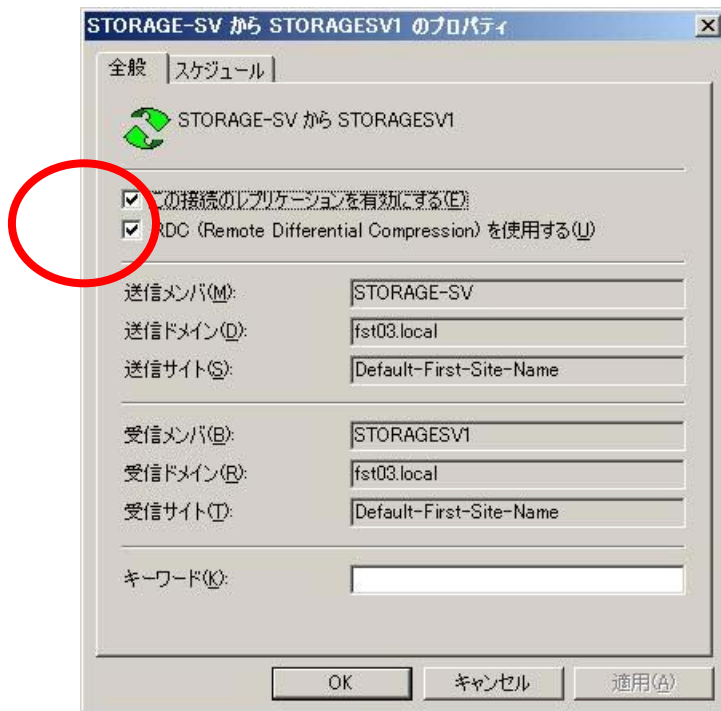 STORAGE-SV から STORAGESV1 のプロパティ
全般 スケジュール
STORAGE-SV から STORAGESV1
この接続のレプリケーションを有効にする(E)
RDC (Remote Differential Compression) を使用する(U)
送信メンバ(M): STORAGE-SV
送信ドメイン(D): fst03.local
送信サイト(S): Default-First-Site-Name
受信メンバ(B): STORAGESV1
受信ドメイン(R): fst03.local
受信サイト(T): Default-First-Site-Name
キーワード(K):
OK キャンセル 適用(A)